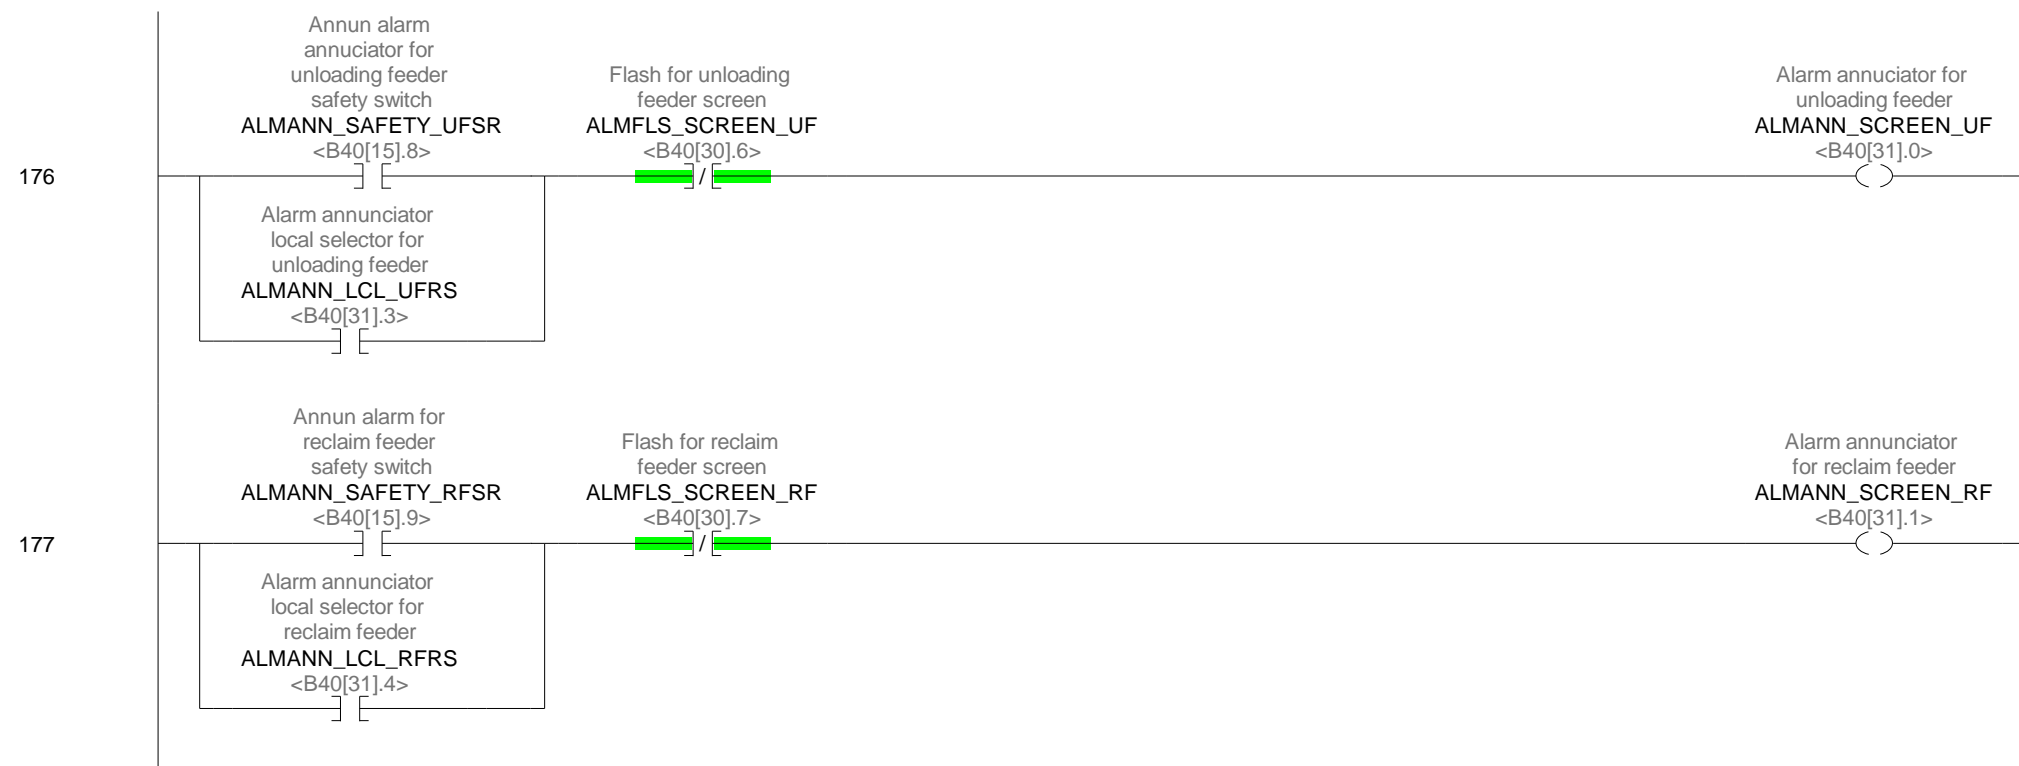 Annun alarm
annuciator for
unloading feeder
safety switch
ALMANN_SAFETY_UFSR
<B40[15].8>
Flash for unloading
feeder screen
ALMFLS_SCREEN_UF
<B40[30].6>
Alarm annuciator for
unloading feeder
ALMANN_SCREEN_UF
<B40[31].0>
176
/
Alarm annunciator
local selector for
unloading feeder
ALMANN_LCL_UFRS
<B40[31].3>
Annun alarm for
reclaim feeder
safety switch
ALMANN_SAFETY_RFSR
<B40[15].9>
Flash for reclaim
feeder screen
ALMFLS_SCREEN_RF
<B40[30].7>
Alarm annunciator
for reclaim feeder
ALMANN_SCREEN_RF
<B40[31].1>
177
/
Alarm annunciator
local selector for
reclaim feeder
ALMANN_LCL_RFRS
<B40[31].4>